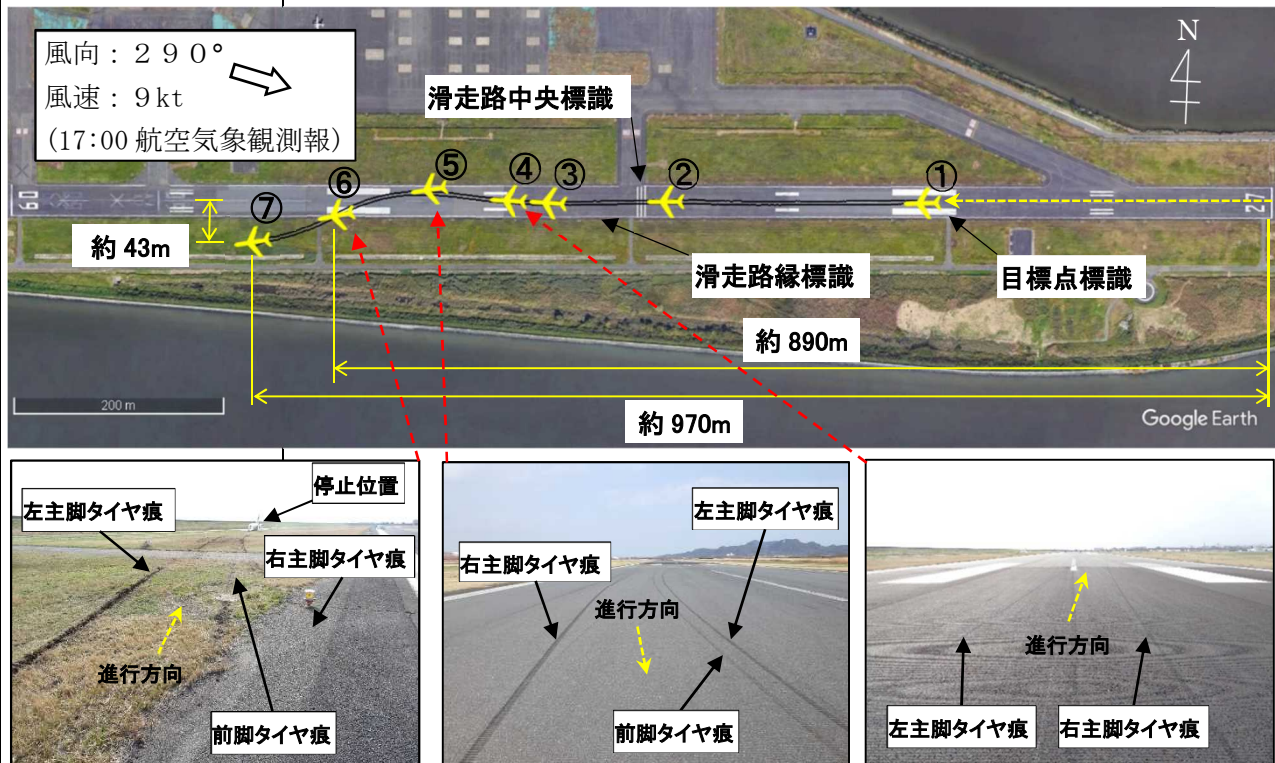 風向：２９０°
風速：９kt
(17:00 航空気象観測報)
N
滑走路中央標識
①
②
③
④
⑤
⑥
⑦
09
27
約 43m
滑走路縁標識
目標点標識
約 890m
約 970m
200 m
Google Earth
停止位置
左主脚タイヤ痕
右主脚タイヤ痕
進行方向
前脚タイヤ痕
左主脚タイヤ痕
右主脚タイヤ痕
進行方向
前脚タイヤ痕
進行方向
左主脚タイヤ痕
右主脚タイヤ痕